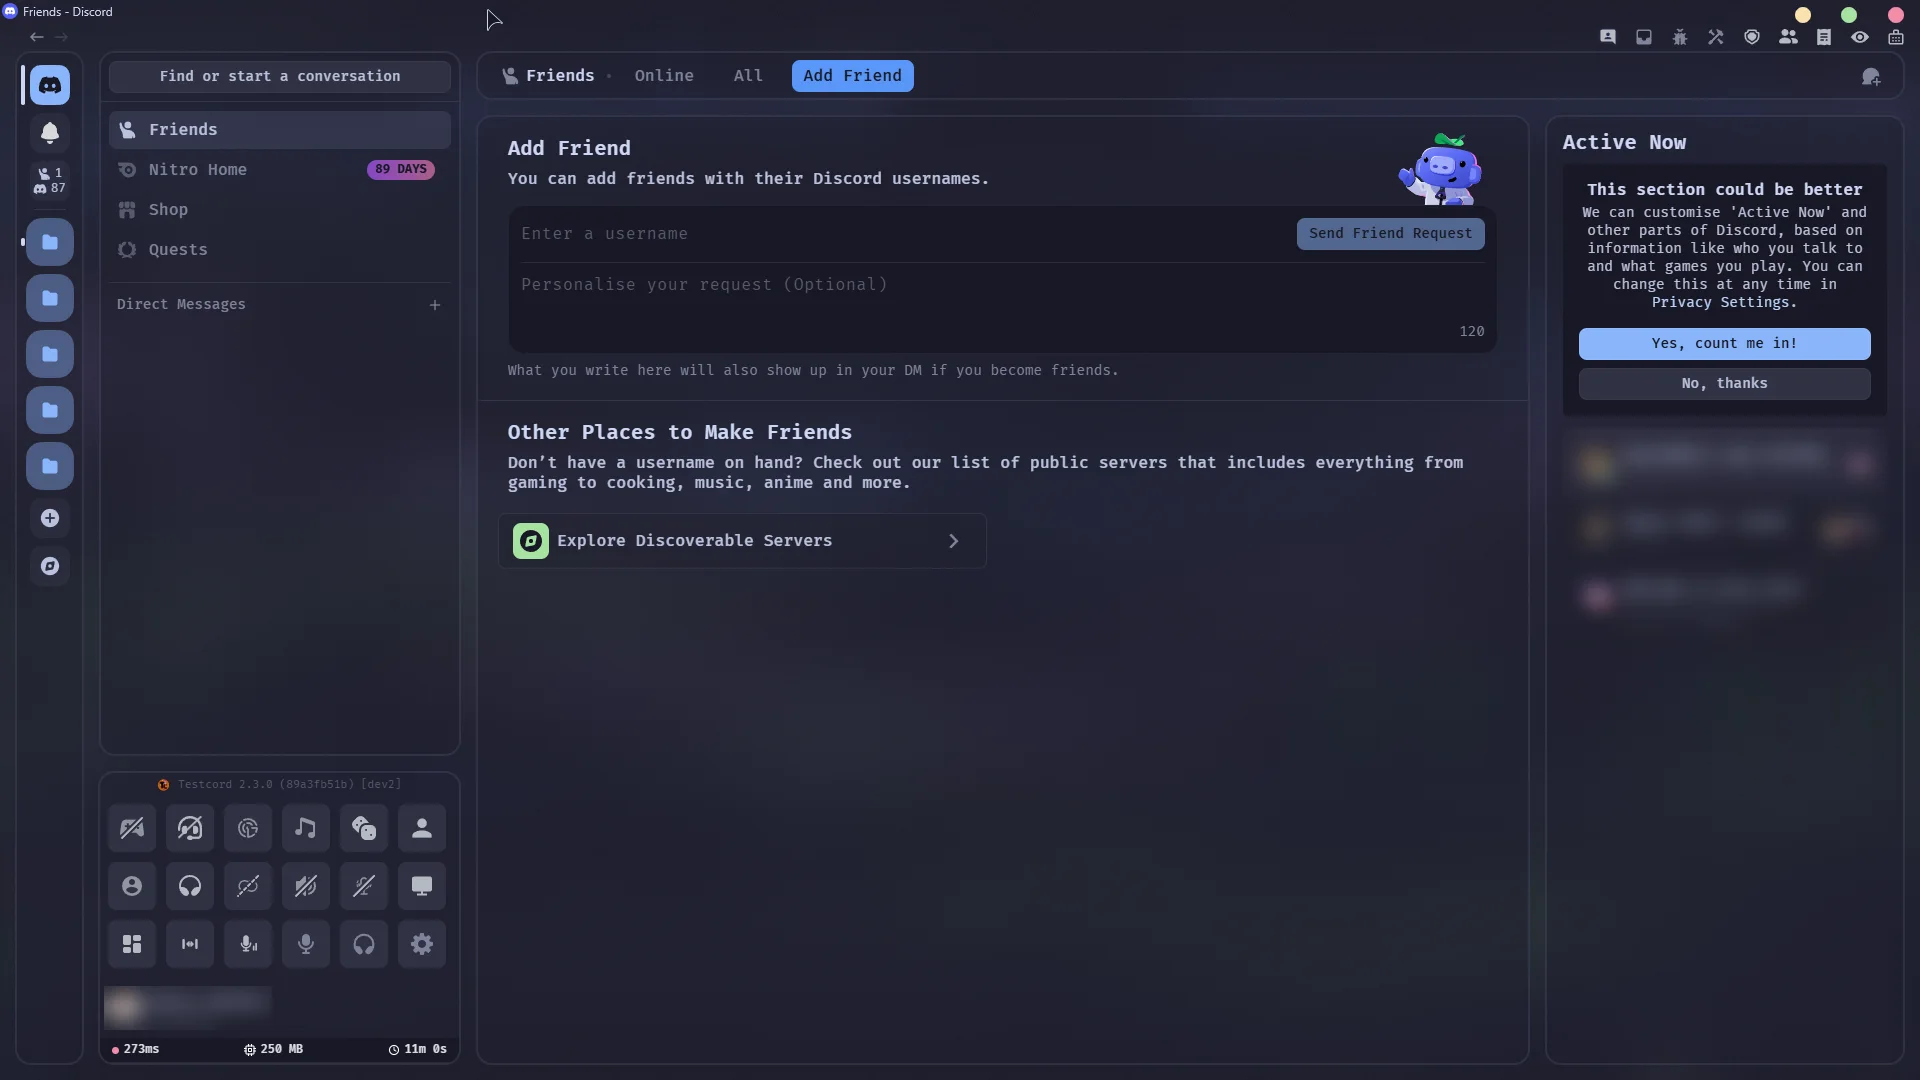 Friends - Discord
Find or start a conversation
Friends
Online
All
Add Friend
1
87
Friends
Nitro Home
89 DAYS
Shop
Quests
Direct Messages
Add Friend
You can add friends with their Discord usernames.
Enter a username
Send Friend Request
Personalise your request (Optional)
120
What you write here will also show up in your DM if you become friends.
Other Places to Make Friends
Don’t have a username on hand? Check out our list of public servers that includes everything from
gaming to cooking, music, anime and more.
Explore Discoverable Servers
Active Now
This section could be better
We can customise 'Active Now' and
other parts of Discord, based on
information like who you talk to
and what games you play. You can
change this at any time in
Privacy Settings.
Yes, count me in!
No, thanks
Testcord 2.3.0 (89a3fb51b) [dev2]
273ms
250 MB
11m 0s